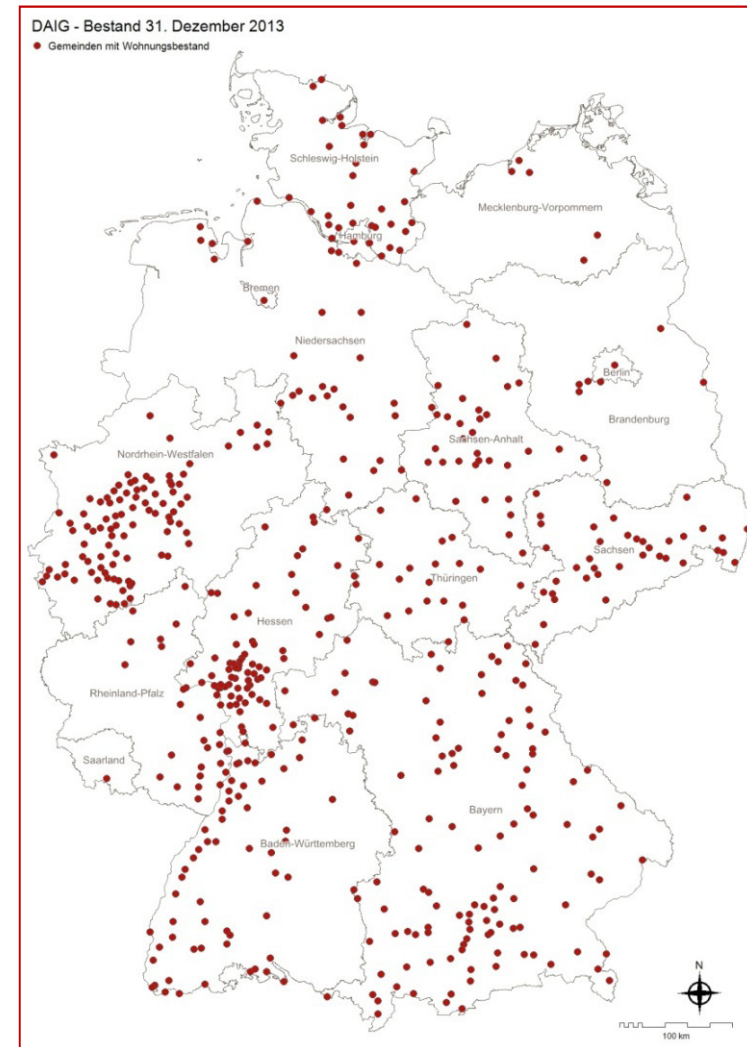 DAIG - Bestand 31. Dezember 2013
Gemeinden mit Wohnungsbestand
Schleswig-Holstein
Mecklenburg-Vorpommern
Hamburg
Bremen
Niedersachsen
Berlin
Brandenburg
Sachsen-Anhalt
Nordrhein-Westfalen
Sachsen
Thüringen
Hessen
Rheinland-Pfalz
Saarland
Bayern
Baden-Württemberg
N
100 km